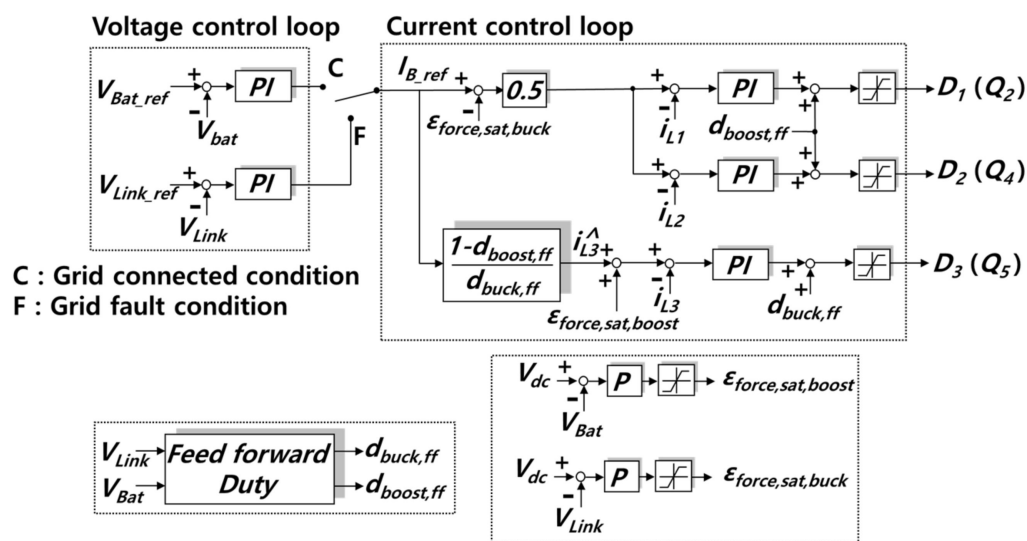 Voltage control loop
Current control loop
V_Bat_ref
+
-
V_bat
PI
C
F
V_Link_ref
+
-
V_Link
PI
I_B_ref
+
-
ε_force,sat,buck
0.5
+
-
i_L1
PI
+
+
d_boost,ff
D_1 (Q_2)
+
-
i_L2
PI
+
+
D_2 (Q_4)
1-d_boost,ff
d_buck,ff
i_L3^
+
+
ε_force,sat,boost
+
-
i_L3
PI
+
+
d_buck,ff
D_3 (Q_5)
C : Grid connected condition
F : Grid fault condition
V_dc
+
-
V_Bat
P
ε_force,sat,boost
V_dc
+
-
V_Link
P
ε_force,sat,buck
V_Link
V_Bat
Feed forward
Duty
d_buck,ff
d_boost,ff